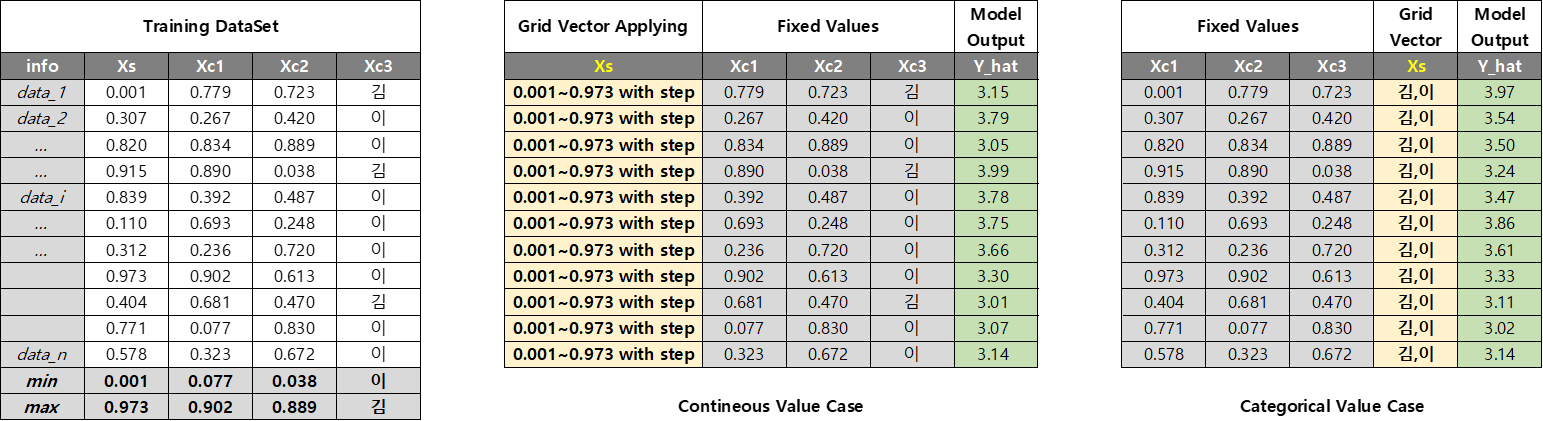 Training DataSet
info Xs Xc1 Xc2 Xc3
data_1 0.001 0.779 0.723 김
data_2 0.307 0.267 0.420 이
... 0.820 0.834 0.889 이
... 0.915 0.890 0.038 김
data_i 0.839 0.392 0.487 이
... 0.110 0.693 0.248 이
... 0.312 0.236 0.720 이
0.973 0.902 0.613 이
0.404 0.681 0.470 김
0.771 0.077 0.830 이
data_n 0.578 0.323 0.672 이
min 0.001 0.077 0.038 이
max 0.973 0.902 0.889 김
Grid Vector Applying Fixed Values Model
Output
Xs Xc1 Xc2 Xc3 Y_hat
0.001~0.973 with step 0.779 0.723 김 3.15
0.001~0.973 with step 0.267 0.420 이 3.79
0.001~0.973 with step 0.834 0.889 이 3.05
0.001~0.973 with step 0.890 0.038 김 3.99
0.001~0.973 with step 0.392 0.487 이 3.78
0.001~0.973 with step 0.693 0.248 이 3.75
0.001~0.973 with step 0.236 0.720 이 3.66
0.001~0.973 with step 0.902 0.613 이 3.30
0.001~0.973 with step 0.681 0.470 김 3.01
0.001~0.973 with step 0.077 0.830 이 3.07
0.001~0.973 with step 0.323 0.672 이 3.14
Contineous Value Case
Fixed Values Grid Model
Vector Output
Xc1 Xc2 Xc3 Xs Y_hat
0.001 0.779 0.723 김,이 3.97
0.307 0.267 0.420 김,이 3.54
0.820 0.834 0.889 김,이 3.50
0.915 0.890 0.038 김,이 3.24
0.839 0.392 0.487 김,이 3.47
0.110 0.693 0.248 김,이 3.86
0.312 0.236 0.720 김,이 3.61
0.973 0.902 0.613 김,이 3.33
0.404 0.681 0.470 김,이 3.11
0.771 0.077 0.830 김,이 3.02
0.578 0.323 0.672 김,이 3.14
Categorical Value Case